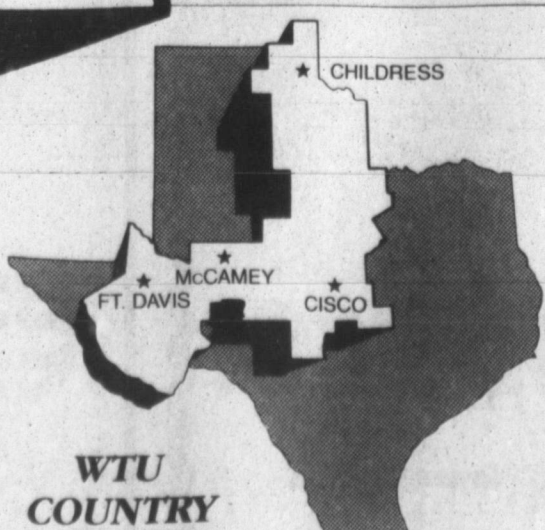 CHILDRESS
McCAMEY
FT. DAVIS
CISCO
WTU
COUNTRY